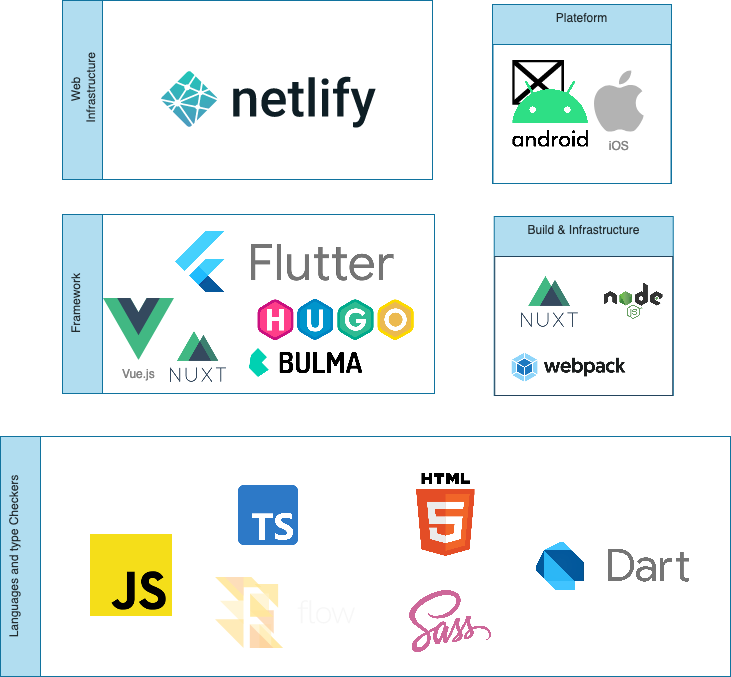 Web
Infrastructure
netlify
Plateform
android
iOS
Framework
Flutter
Vue.js
NUXT
HUGO
BULMA
Build & Infrastructure
NUXT
node
JS
webpack
Languages and type Checkers
JS
TS
flow
HTML
5
Sass
Dart